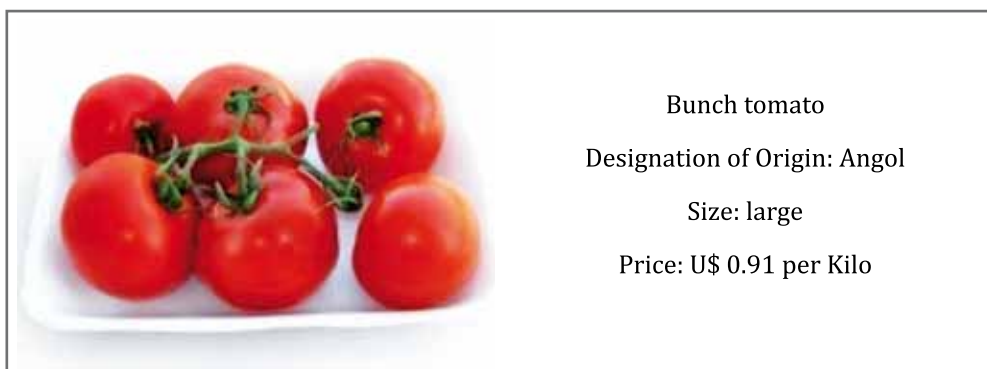 Bunch tomato
Designation of Origin: Angol
Size: large
Price: U$ 0.91 per Kilo